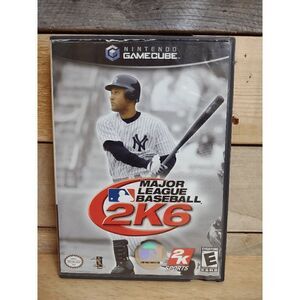 NINTENDO
GAMECUBE
MAJOR
LEAGUE
BASEBALL
2K6
2K
SPORTS
E